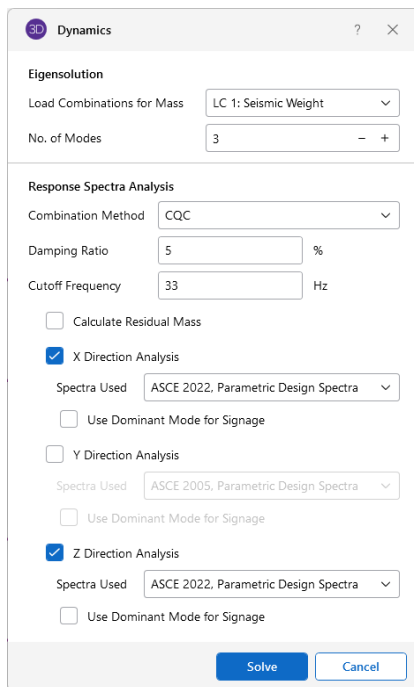 3D Dynamics ?
Eigensolution
Load Combinations for Mass LC 1: Seismic Weight
No. of Modes 3 − +
Response Spectra Analysis
Combination Method CQC
Damping Ratio 5 %
Cutoff Frequency 33 Hz
Calculate Residual Mass
X Direction Analysis
Spectra Used ASCE 2022, Parametric Design Spectra
Use Dominant Mode for Signage
Y Direction Analysis
Spectra Used ASCE 2005, Parametric Design Spectra
Use Dominant Mode for Signage
Z Direction Analysis
Spectra Used ASCE 2022, Parametric Design Spectra
Use Dominant Mode for Signage
Solve Cancel